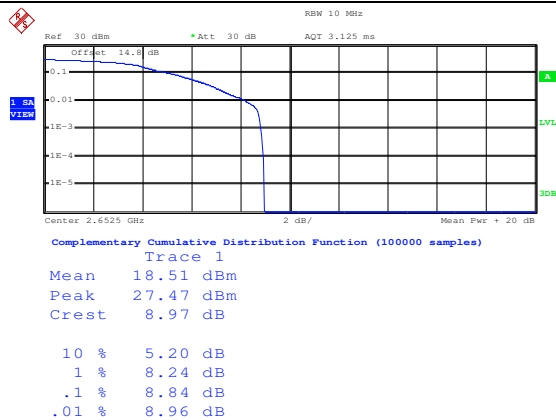 RBW 10 MHz
Ref 30 dBm *Att 30 dB AQT 3.125 ms
R S
Offset 14.8 dB
0.1
A
0.01
1 SA
VIEW
1E-3
LVL
1E-4
1E-5
3DB
Center 2.6525 GHz 2 dB/ Mean Pwr + 20 dB
Complementary Cumulative Distribution Function (100000 samples)
Trace 1
Mean 18.51 dBm
Peak 27.47 dBm
Crest 8.97 dB
10 % 5.20 dB
1 % 8.24 dB
.1 % 8.84 dB
.01 % 8.96 dB